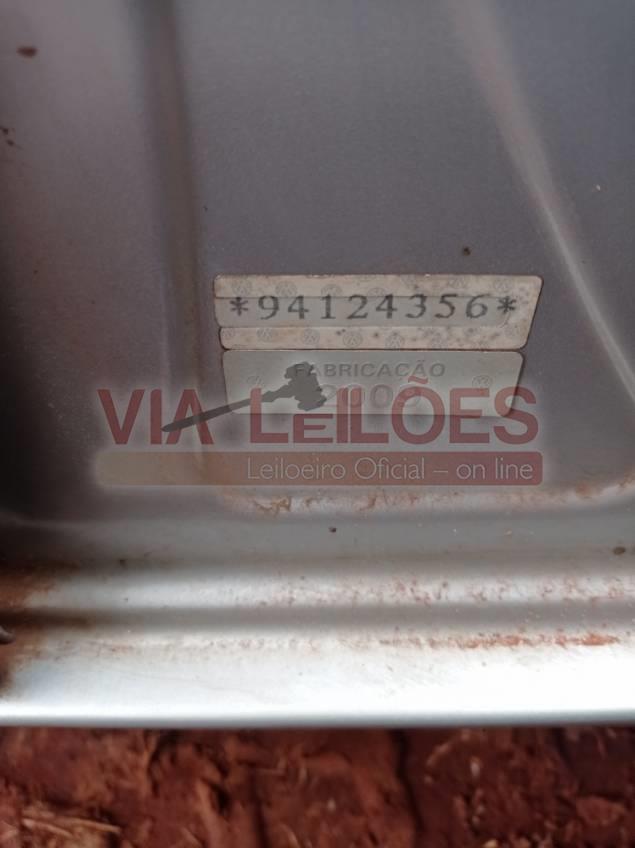 *94124356*
FABRICAÇÃO
VIA LEILÕES
Leiloeiro Oficial – on line